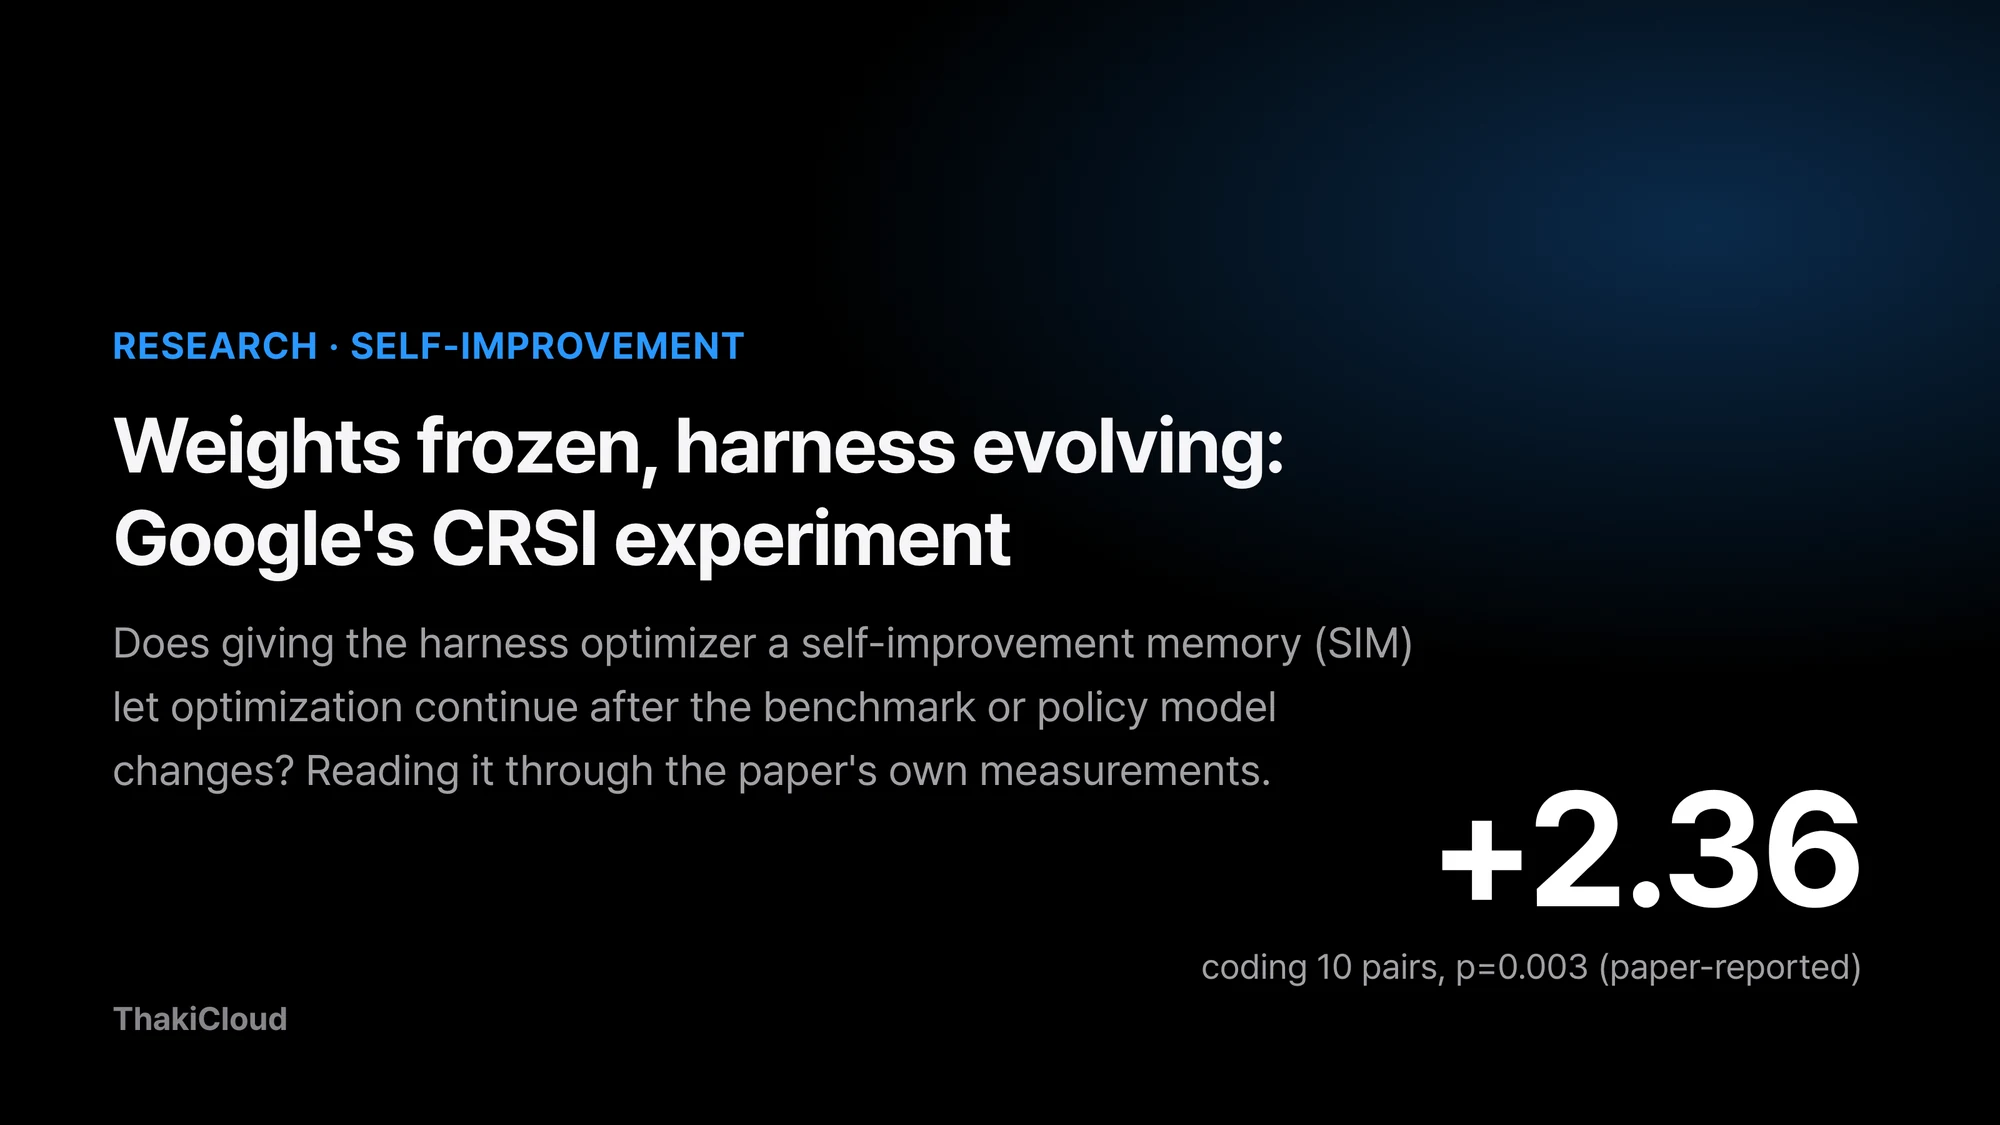 RESEARCH · SELF-IMPROVEMENT
Weights frozen, harness evolving:
Google's CRSI experiment
Does giving the harness optimizer a self-improvement memory (SIM)
let optimization continue after the benchmark or policy model
changes? Reading it through the paper's own measurements.
+2.36
coding 10 pairs, p=0.003 (paper-reported)
ThakiCloud